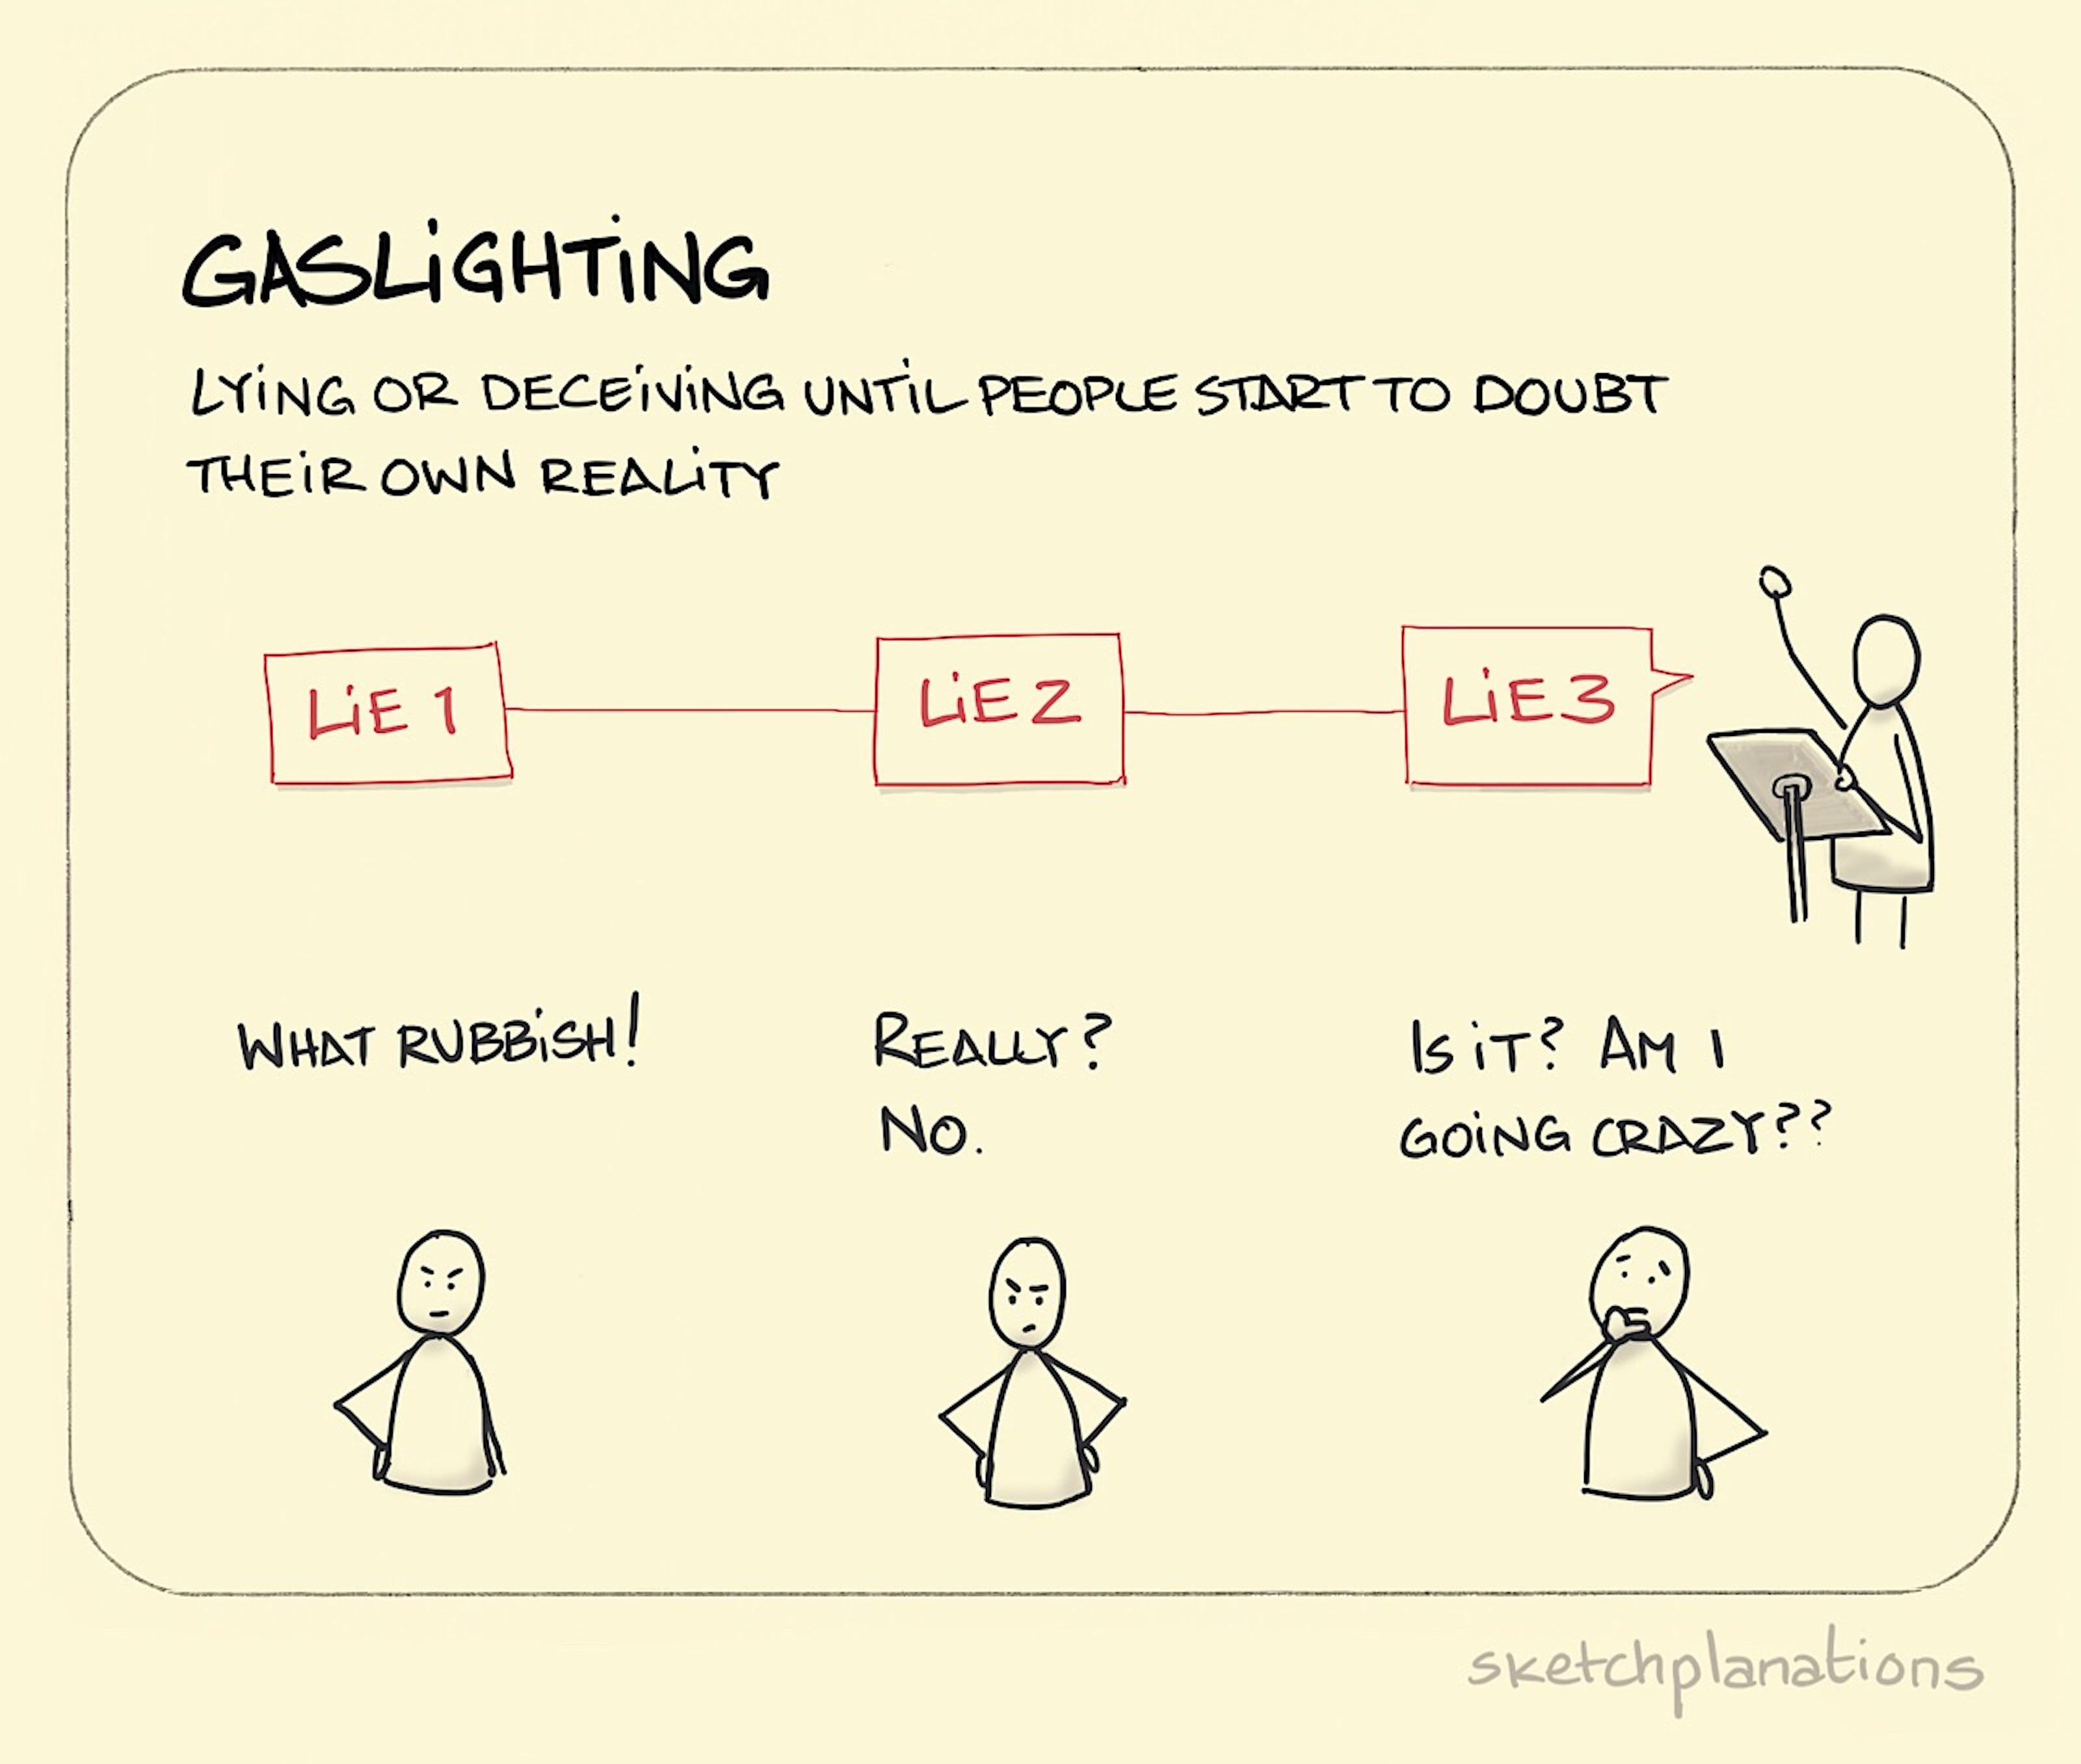 GASLiGHTiNG
LYiNG OR DECEiViNG UNTiL PEOPLE START TO DOUBT
THEiR OWN REALiTY
LiE 1
LiE 2
LiE 3
WHAT RUBBiSH!
REALLY?
NO.
IS iT? AM I
GOiNG CRAZY??
sketchplanations